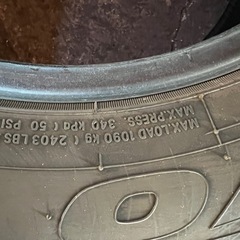 MAX.LOAD 1090 kg ( 2403 LBS
MAX.PRESS. 340 KPa ( 50 PSI